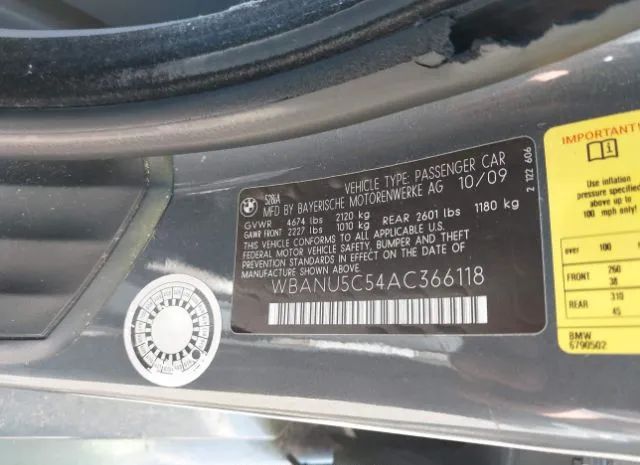 528iA VEHICLE TYPE: PASSENGER CAR
MFD BY BAYERISCHE MOTORENWERKE AG 10/09
GVWR 4674 lbs 2120 kg
GAWR FRONT 2227 lbs 1010 kg REAR 2601 lbs 1180 kg
THIS VEHICLE CONFORMS TO ALL APPLICABLE FEDERAL
MOTOR VEHICLE SAFETY, BUMPER AND THEFT
PREVENTION STANDARDS IN EFFECT ON THE DATE OF
MANUFACTURE SHOWN ABOVE.
WBANU5C54AC366118
2 122 606
IMPORTANT!
Use inflation
pressure specified
above up to
100 mph only!
over 100
FRONT 260
38
REAR 310
45
BMW
6790502